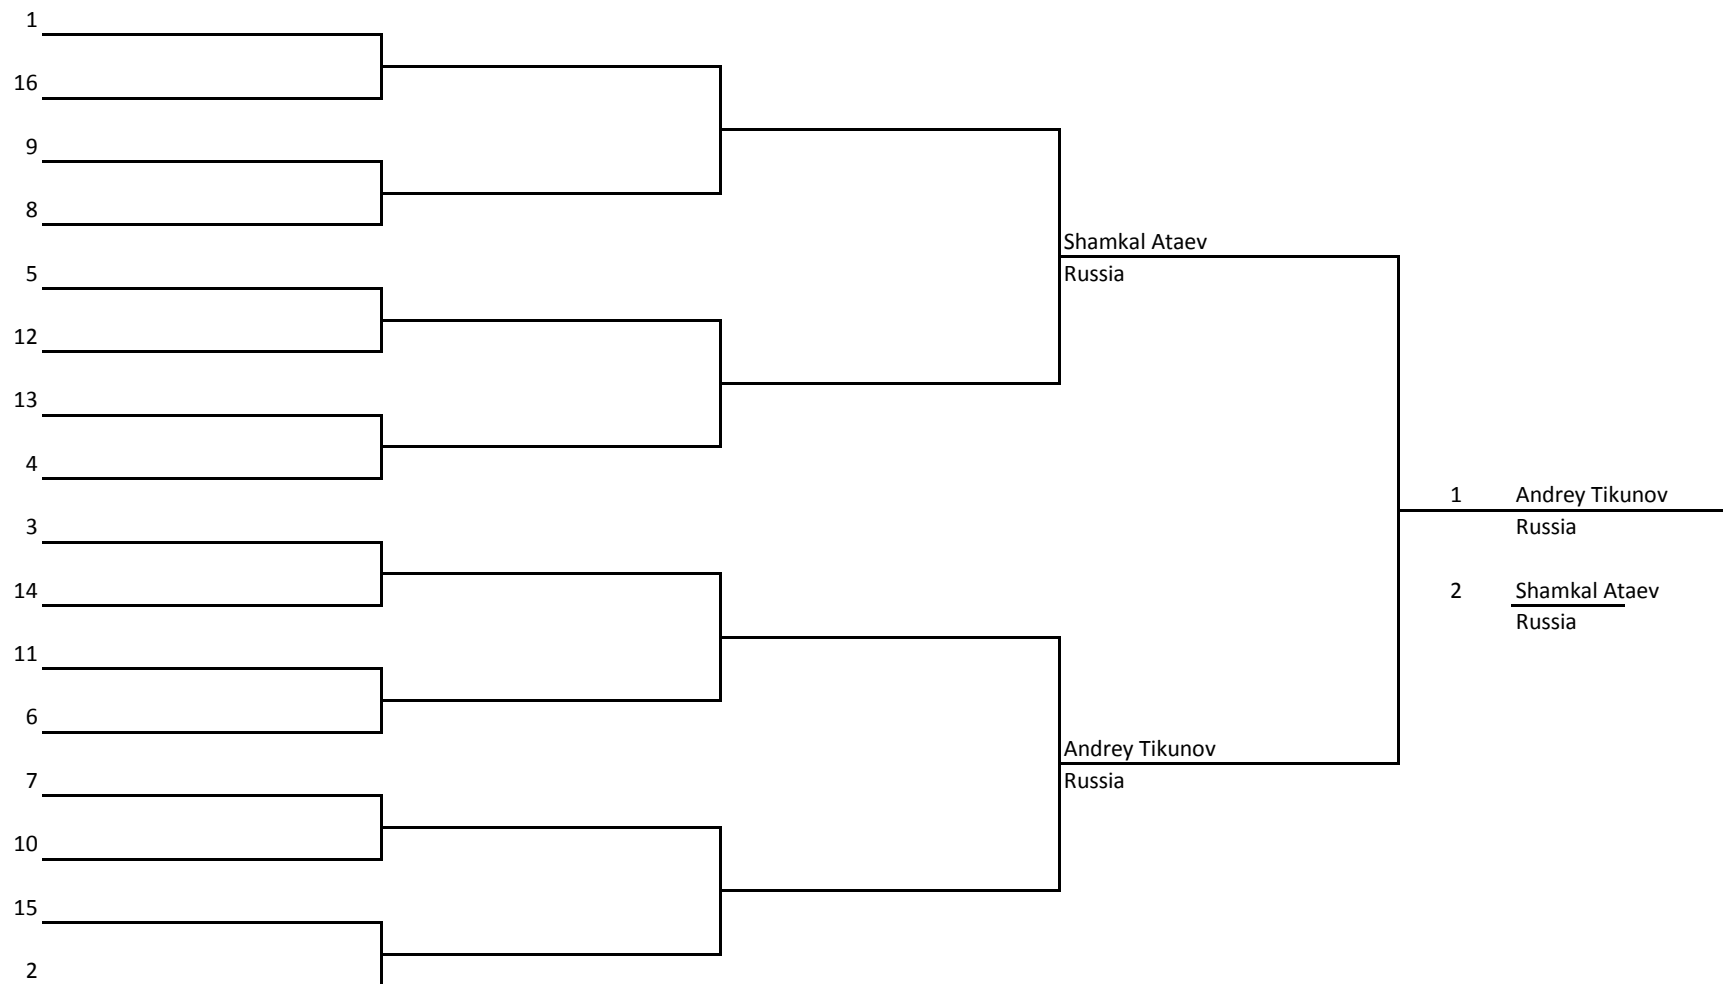 1
16
9
8
5
12
13
4
3
14
11
6
7
10
15
2
Shamkal Ataev
Russia
Andrey Tikunov
Russia
1 Andrey Tikunov
Russia
2 Shamkal Ataev
Russia